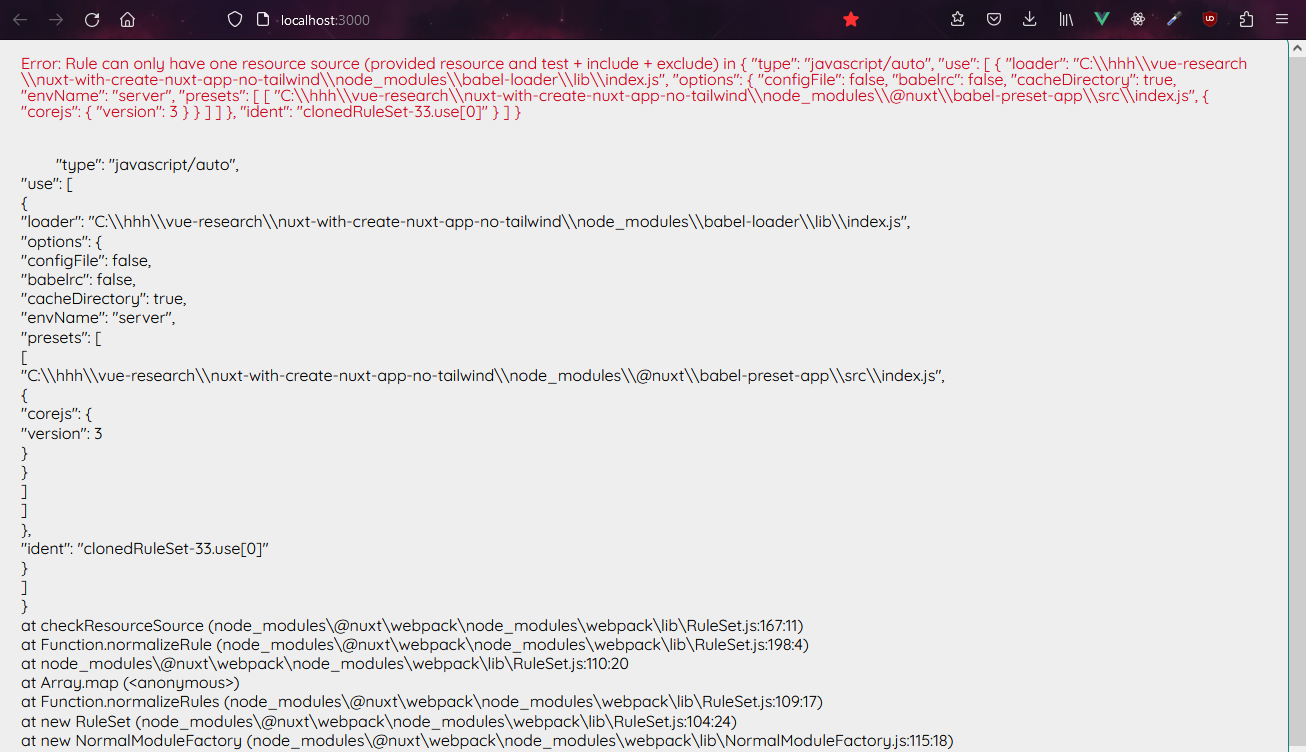 localhost:3000
Error: Rule can only have one resource source (provided resource and test + include + exclude) in { "type": "javascript/auto", "use": [ { "loader": "C:\\hhh\\vue-research
\\nuxt-with-create-nuxt-app-no-tailwind\\node_modules\\babel-loader\\lib\\index.js", "options": { "configFile": false, "babelrc": false, "cacheDirectory": true,
"envName": "server", "presets": [ [ "C:\\hhh\\vue-research\\nuxt-with-create-nuxt-app-no-tailwind\\node_modules\\@nuxt\\babel-preset-app\\src\\index.js", {
"corejs": { "version": 3 } } ] ] }, "ident": "clonedRuleSet-33.use[0]" } ] }
"type": "javascript/auto",
"use": [
{
"loader": "C:\\hhh\\vue-research\\nuxt-with-create-nuxt-app-no-tailwind\\node_modules\\babel-loader\\lib\\index.js",
"options": {
"configFile": false,
"babelrc": false,
"cacheDirectory": true,
"envName": "server",
"presets": [
[
"C:\\hhh\\vue-research\\nuxt-with-create-nuxt-app-no-tailwind\\node_modules\\@nuxt\\babel-preset-app\\src\\index.js",
{
"corejs": {
"version": 3
}
}
]
]
},
"ident": "clonedRuleSet-33.use[0]"
}
]
}
at checkResourceSource (node_modules\@nuxt\webpack\node_modules\webpack\lib\RuleSet.js:167:11)
at Function.normalizeRule (node_modules\@nuxt\webpack\node_modules\webpack\lib\RuleSet.js:198:4)
at node_modules\@nuxt\webpack\node_modules\webpack\lib\RuleSet.js:110:20
at Array.map (<anonymous>)
at Function.normalizeRules (node_modules\@nuxt\webpack\node_modules\webpack\lib\RuleSet.js:109:17)
at new RuleSet (node_modules\@nuxt\webpack\node_modules\webpack\lib\RuleSet.js:104:24)
at new NormalModuleFactory (node_modules\@nuxt\webpack\node_modules\webpack\lib\NormalModuleFactory.js:115:18)